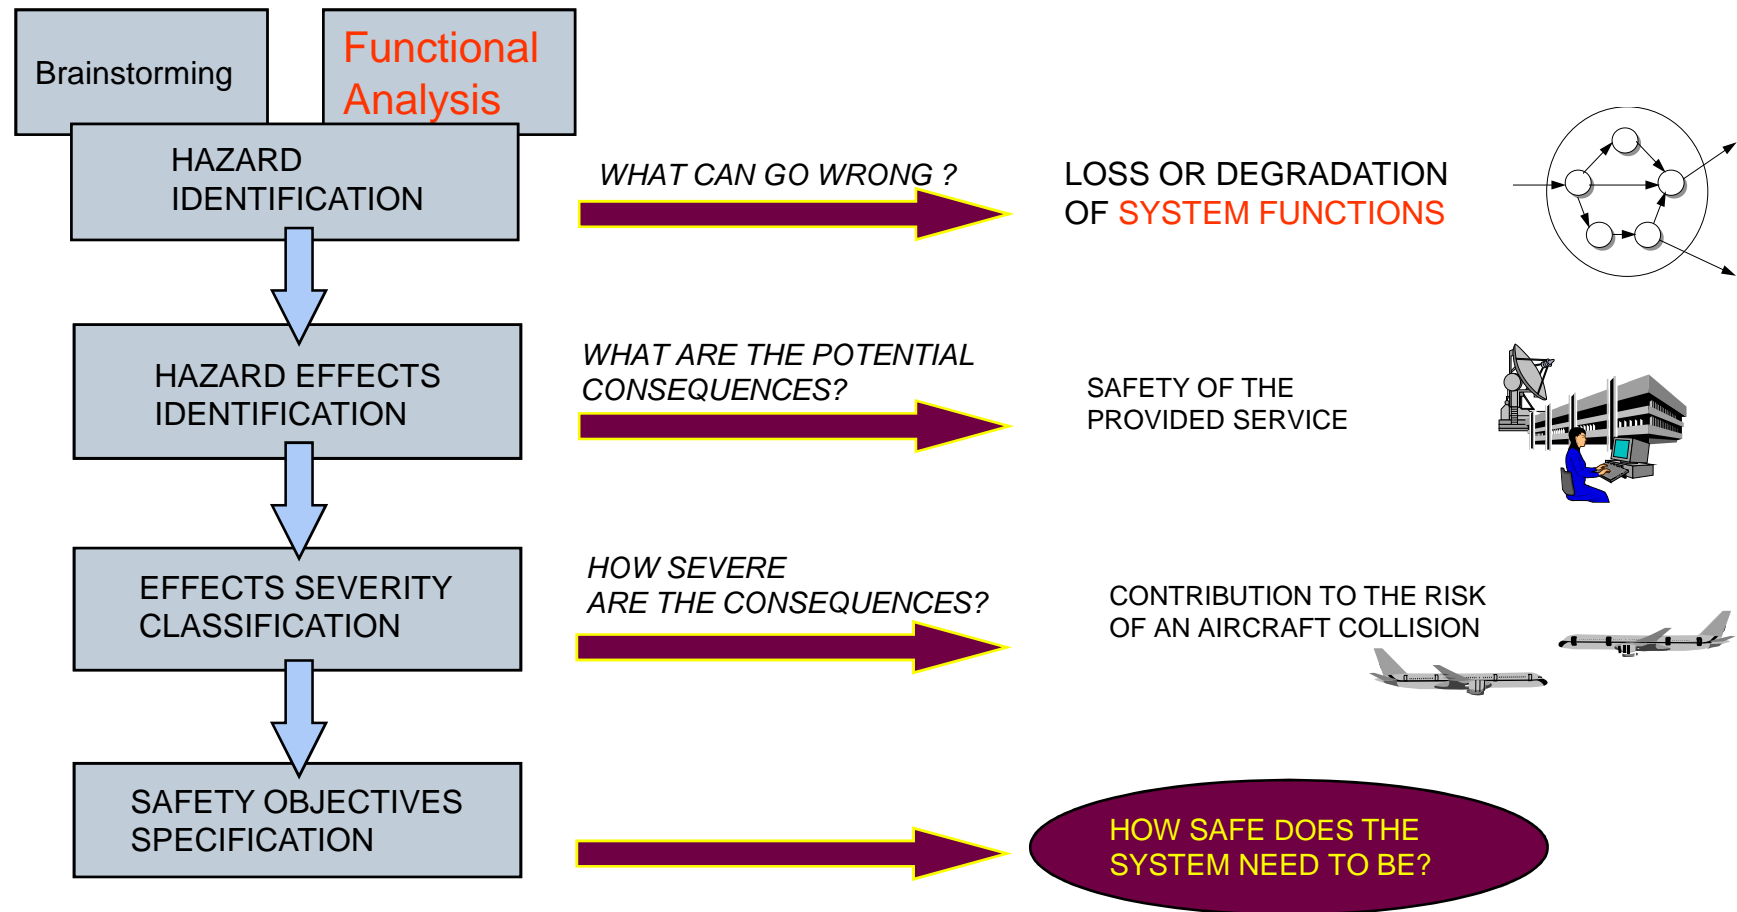 Brainstorming
Functional
Analysis
HAZARD
IDENTIFICATION
WHAT CAN GO WRONG ?
LOSS OR DEGRADATION
OF SYSTEM FUNCTIONS
HAZARD EFFECTS
IDENTIFICATION
WHAT ARE THE POTENTIAL
CONSEQUENCES?
SAFETY OF THE
PROVIDED SERVICE
EFFECTS SEVERITY
CLASSIFICATION
HOW SEVERE
ARE THE CONSEQUENCES?
CONTRIBUTION TO THE RISK
OF AN AIRCRAFT COLLISION
SAFETY OBJECTIVES
SPECIFICATION
HOW SAFE DOES THE
SYSTEM NEED TO BE?